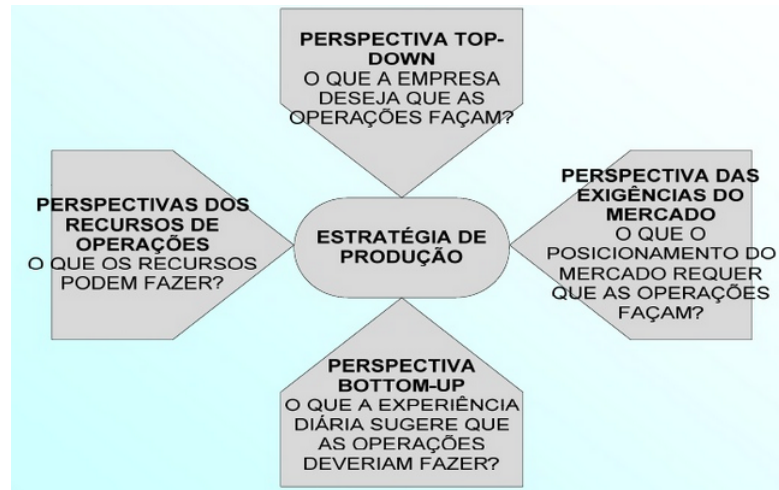 PERSPECTIVA TOP-
DOWN
O QUE A EMPRESA
DESEJA QUE AS
OPERAÇÕES FAÇAM?
PERSPECTIVAS DOS
RECURSOS DE
OPERAÇÕES
O QUE OS RECURSOS
PODEM FAZER?
ESTRATÉGIA DE
PRODUÇÃO
PERSPECTIVA DAS
EXIGÊNCIAS DO
MERCADO
O QUE O
POSICIONAMENTO DO
MERCADO REQUER
QUE AS OPERAÇÕES
FAÇAM?
PERSPECTIVA
BOTTOM-UP
O QUE A EXPERIÊNCIA
DIÁRIA SUGERE QUE
AS OPERAÇÕES
DEVERIAM FAZER?